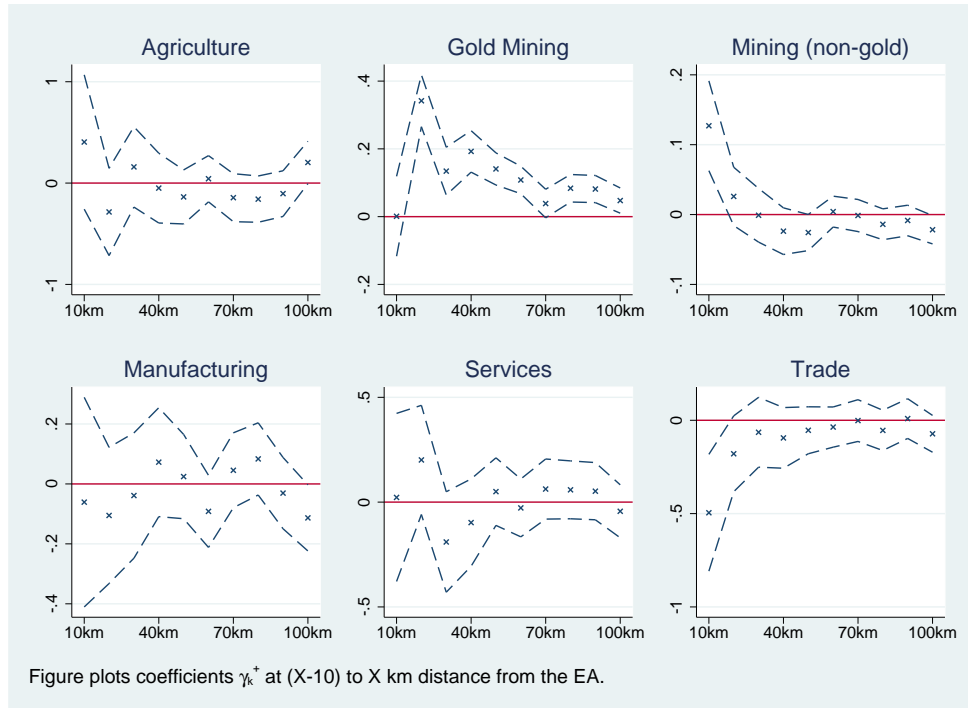 Agriculture
Gold Mining
Mining (non-gold)
1
0
-1
10km 40km 70km 100km
.4
.2
0
-.2
10km 40km 70km 100km
.2
.1
0
-.1
10km 40km 70km 100km
Manufacturing
Services
Trade
.2
0
-.2
-.4
10km 40km 70km 100km
.5
0
-.5
10km 40km 70km 100km
0
-.5
-1
10km 40km 70km 100km
Figure plots coefficients γₖ⁺ at (X-10) to X km distance from the EA.